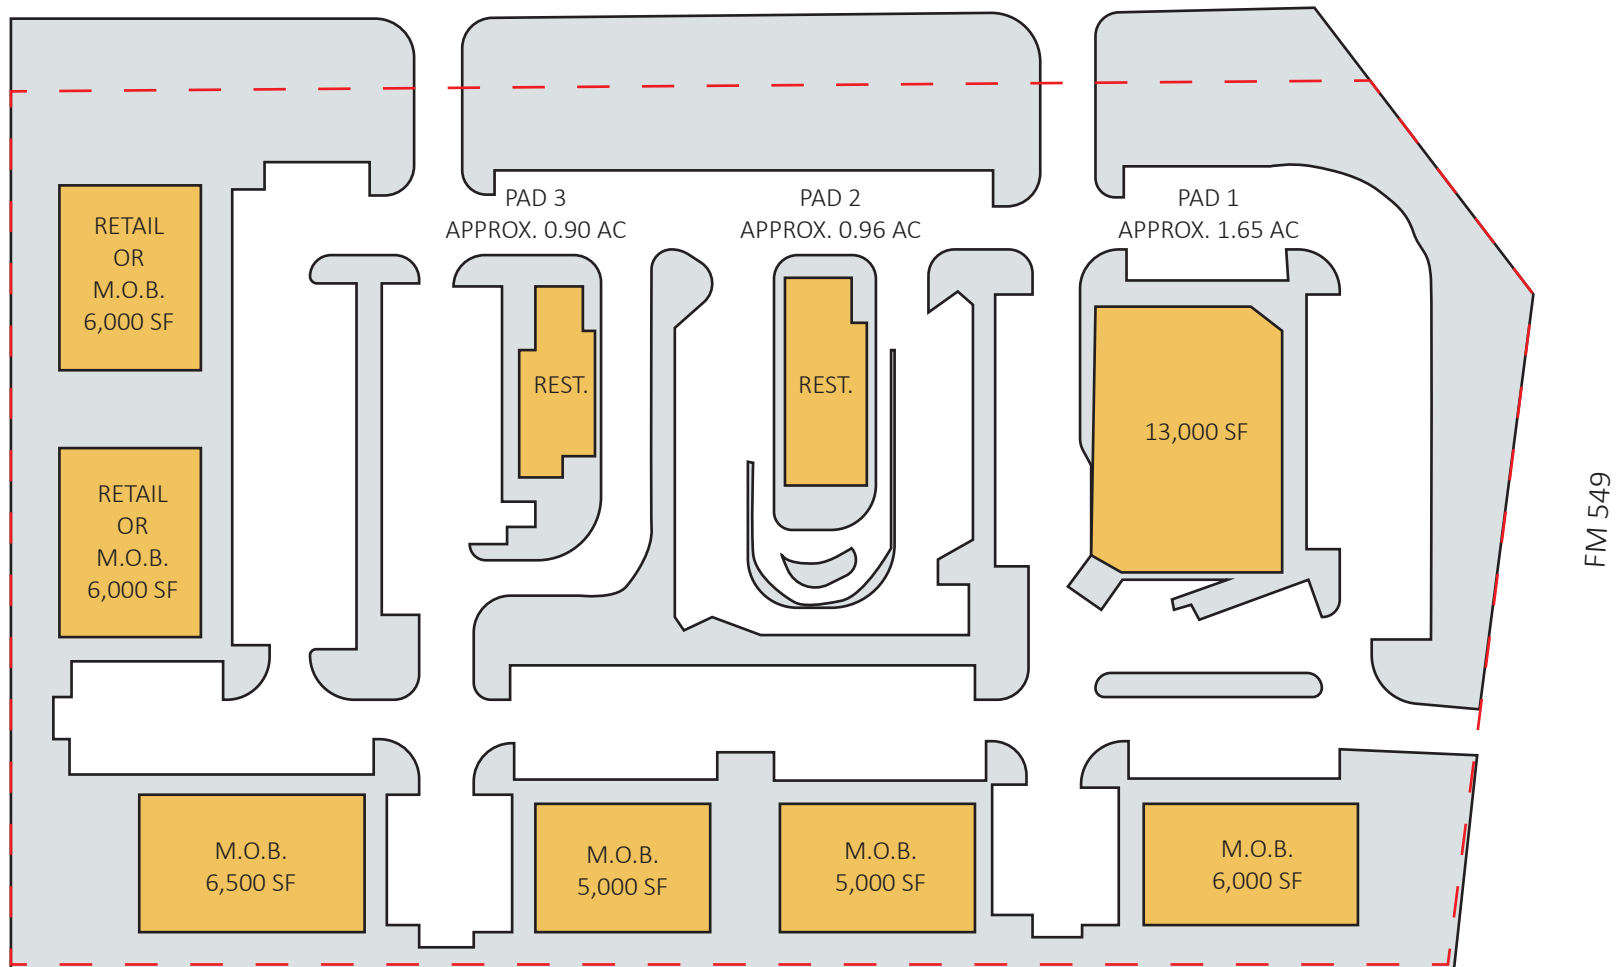 PAD 3
APPROX. 0.90 AC
PAD 2
APPROX. 0.96 AC
PAD 1
APPROX. 1.65 AC
RETAIL
OR
M.O.B.
6,000 SF
REST.
REST.
13,000 SF
RETAIL
OR
M.O.B.
6,000 SF
FM 549
M.O.B.
6,500 SF
M.O.B.
5,000 SF
M.O.B.
5,000 SF
M.O.B.
6,000 SF